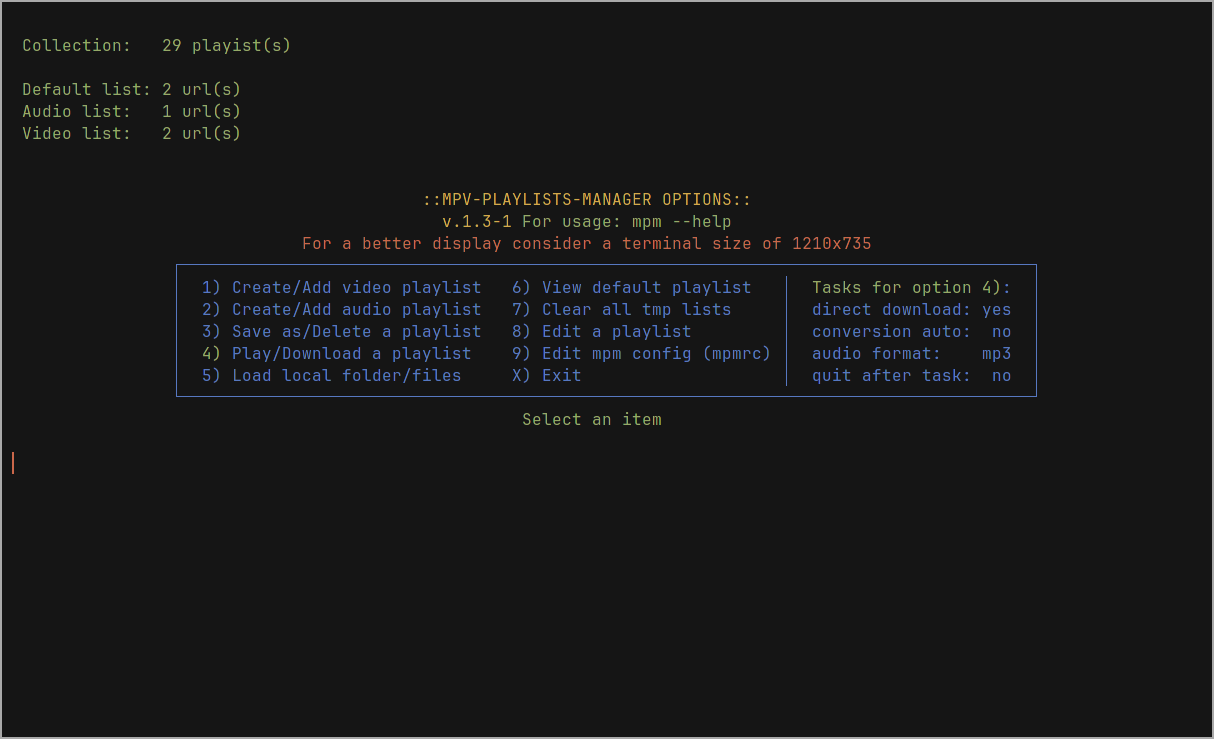 Collection:   29 playist(s)
Default list: 2 url(s)
Audio list:   1 url(s)
Video list:   2 url(s)
::MPV-PLAYLISTS-MANAGER OPTIONS::
v.1.3-1 For usage: mpm --help
For a better display consider a terminal size of 1210x735
1) Create/Add video playlist   6) View default playlist   Tasks for option 4):
2) Create/Add audio playlist   7) Clear all tmp lists   direct download: yes
3) Save as/Delete a playlist   8) Edit a playlist   conversion auto:  no
4) Play/Download a playlist   9) Edit mpm config (mpmrc)   audio format:    mp3
5) Load local folder/files   X) Exit   quit after task:  no
Select an item